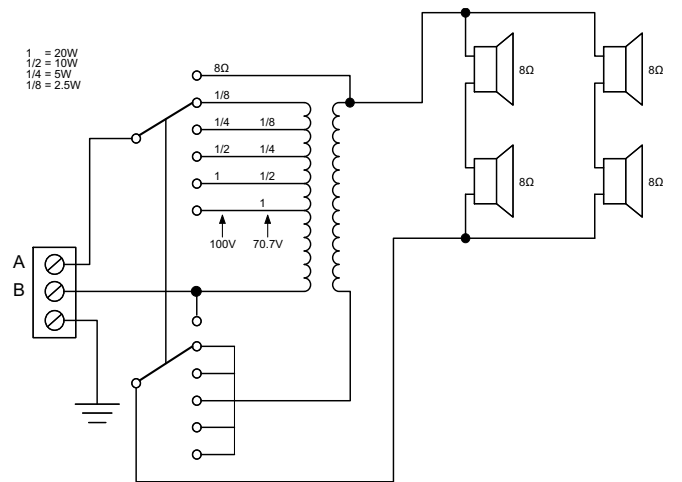 1 = 20W
1/2 = 10W
1/4 = 5W
1/8 = 2.5W
8Ω
1/8
1/4 1/8
1/2 1/4
1 1/2
1
100V 70.7V
A
B
8Ω 8Ω
8Ω 8Ω